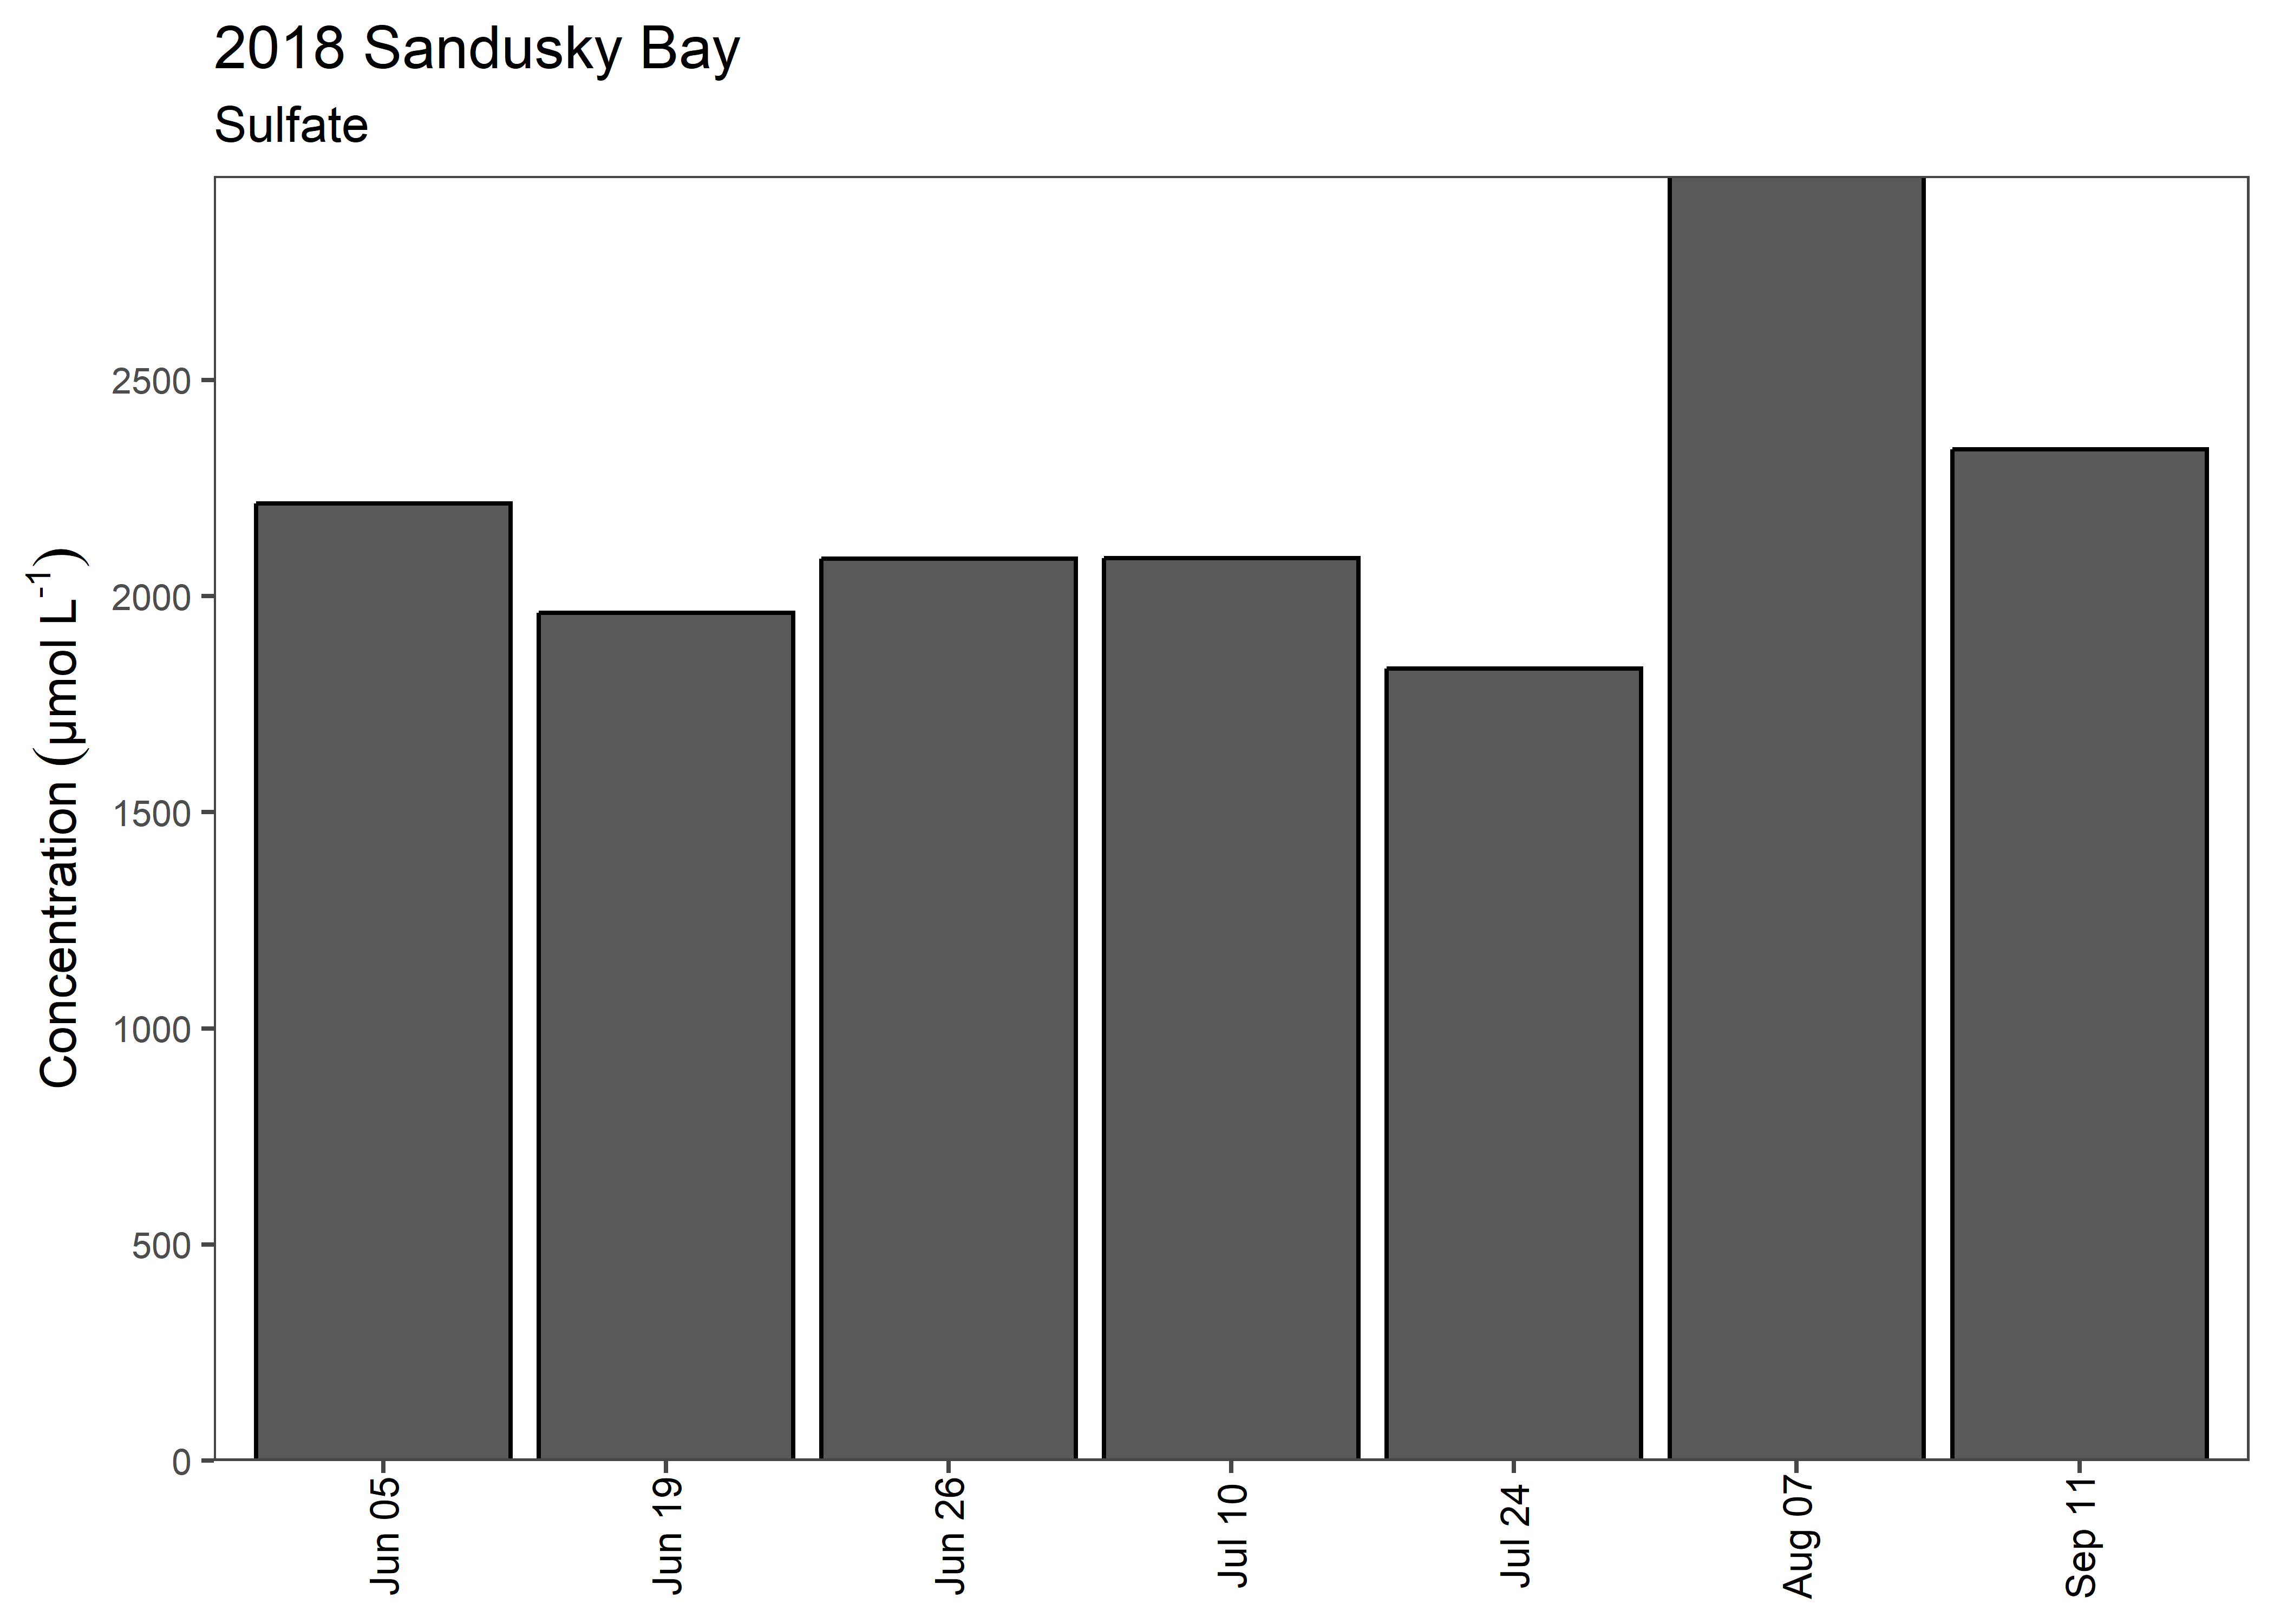 2018 Sandusky Bay
Sulfate
Concentration (µmol L⁻¹)
2500
2000
1500
1000
500
0
Jun 05
Jun 19
Jun 26
Jul 10
Jul 24
Aug 07
Sep 11